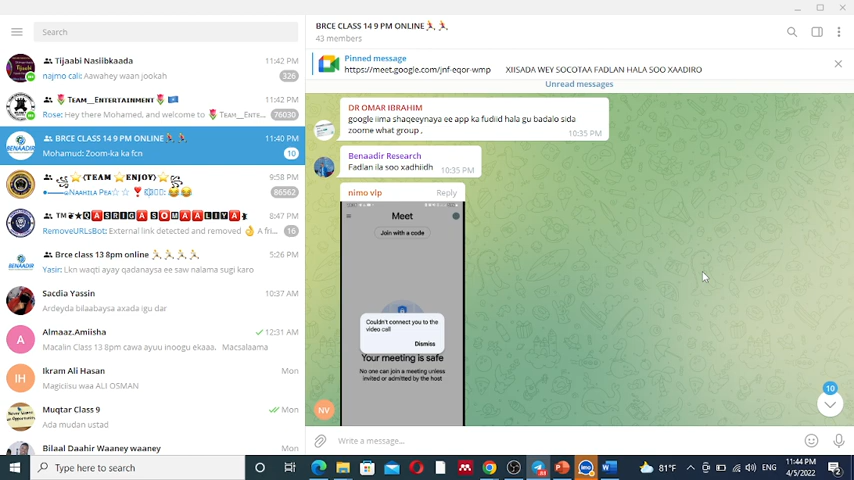 Search
Tijaabi Nasiibkaada
11:42 PM
najmo cali: Aawahey waan jookah
326
TEAM__ENTERTAINMENT
11:42 PM
Rose: Hey there Mohamed, and welcome to TEAM__ENTE...
76030
BRCE CLASS 14 9 PM ONLINE
11:40 PM
Mohamud: Zoom-ka ka fcn
10
{TEAM ENJOY}
9:58 PM
86562
8:47 PM
RemoveURLsBot: External link detected and removed 👌 A fri...
16
Brce class 13 8pm online
5:26 PM
Yasir: Lkn waqti ayay qadanaysa ee saw nalama sugi karo
Sacdia Yassin
10:37 AM
Ardeyda bilaabaysa axada igu dar
Almaaz.Amiisha
12:31 AM
Macalin Class 13 8pm cawa ayuu inoogu ekaaa, Macsalaama
A
Ikram Ali Hasan
Mon
Magiciisu waa ALI OSMAN
IH
Muqtar Class 9
Mon
Ada mudan ustad
Bilaal Daahir Waaney waaney
Mon
BRCE CLASS 14 9 PM ONLINE
43 members
Pinned message
https://meet.google.com/jnf-eqor-wmp XIISADA WEY SOCOTAA FADLAN HALA SOO XAADIRO
Unread messages
DR OMAR IBRAHIM
google iima shaqeeynaya ee app ka fudiid hala gu badalo sida
zoome what group ,
10:35 PM
Benaadir Research
Fadlan ila soo xadhiidh
10:35 PM
nimo vip
Reply
Meet
Join with a code
Couldn't connect you to the
video call
Dismiss
Your meeting is safe
No one can join a meeting unless
invited or admitted by the host
NV
10
Write a message...
Type here to search
81°F
ENG
11:44 PM
4/5/2022
2